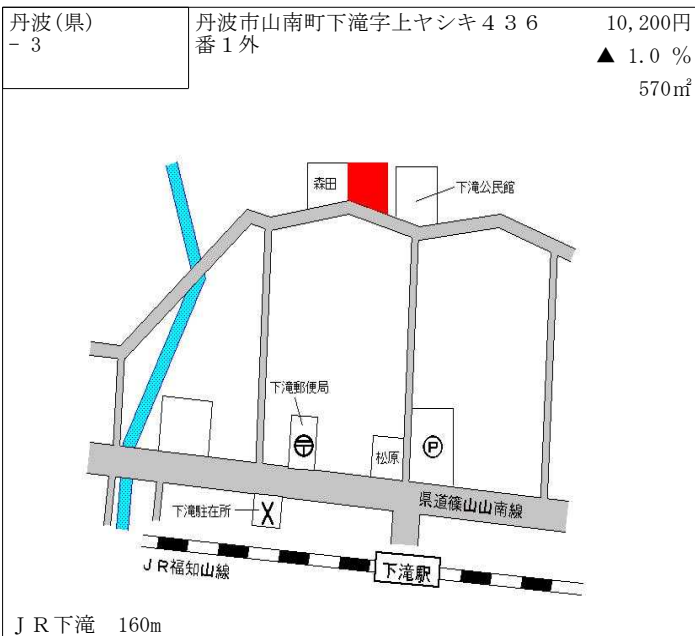 丹波(県)
- 3
丹波市山南町下滝字上ヤシキ４３６
番１外
10,200円
▲ 1.0 %
570㎡
森田
下滝公民館
下滝郵便局
〒
松原
P
県道篠山山南線
下滝駐在所
X
JR福知山線
下滝駅
ＪＲ下滝 160m